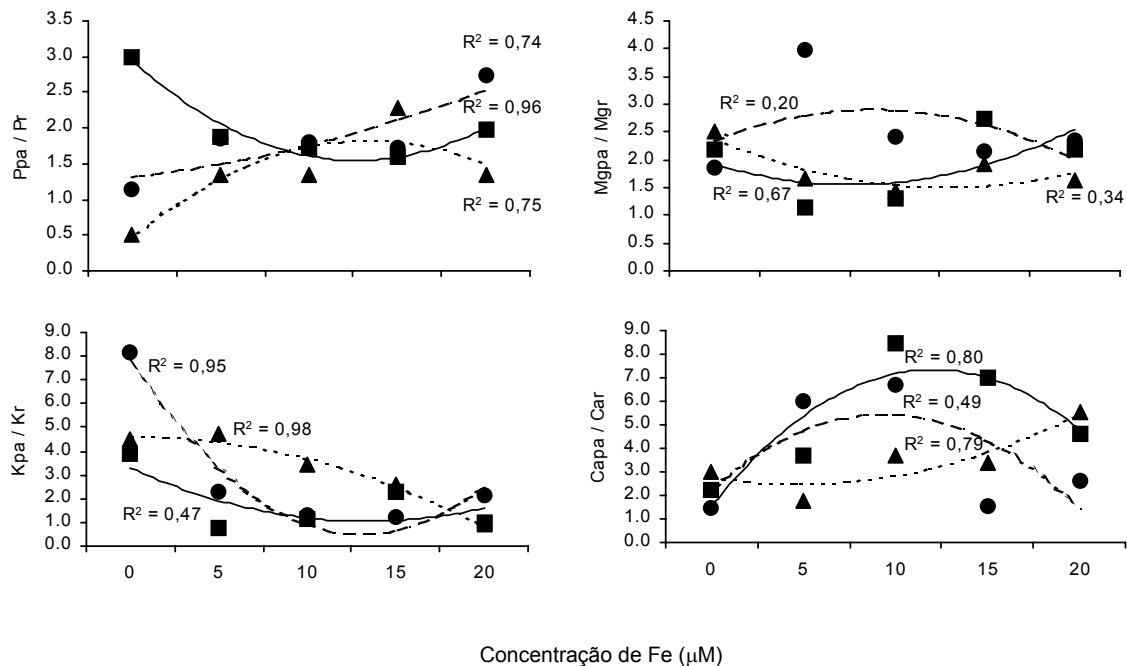 Ppa / Pr
3.5
3.0
2.5
2.0
1.5
1.0
0.5
0.0
R² = 0,74
R² = 0,96
R² = 0,75
Mgpa / Mgr
4.5
4.0
3.5
3.0
2.5
2.0
1.5
1.0
0.5
0.0
R² = 0,20
R² = 0,67
R² = 0,34
Kpa / Kr
9.0
8.0
7.0
6.0
5.0
4.0
3.0
2.0
1.0
0.0
R² = 0,95
R² = 0,98
R² = 0,47
0 5 10 15 20
Capa / Car
9.0
8.0
7.0
6.0
5.0
4.0
3.0
2.0
1.0
0.0
R² = 0,80
R² = 0,49
R² = 0,79
0 5 10 15 20
Concentração de Fe (µM)